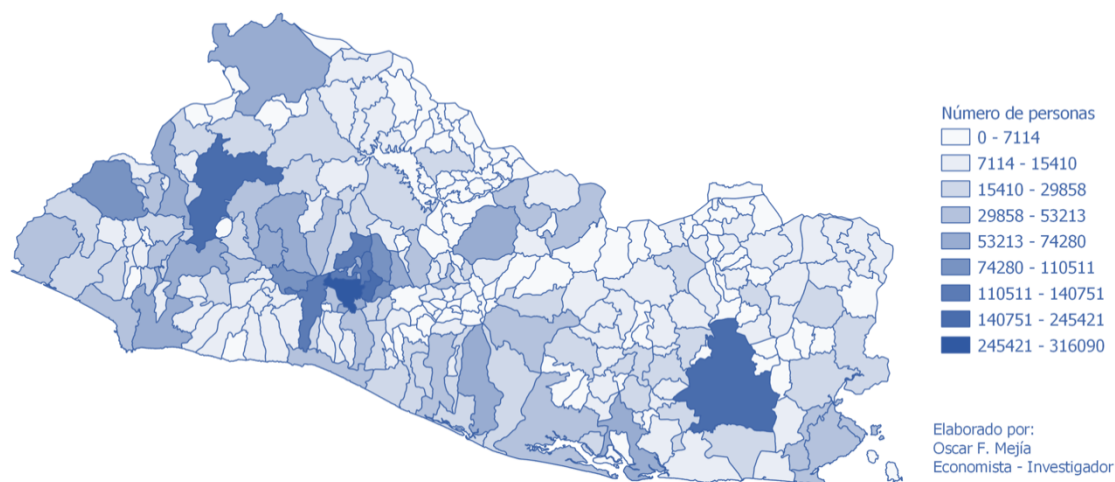 Número de personas
0 - 7114
7114 - 15410
15410 - 29858
29858 - 53213
53213 - 74280
74280 - 110511
110511 - 140751
140751 - 245421
245421 - 316090
Elaborado por:
Oscar F. Mejía
Economista - Investigador